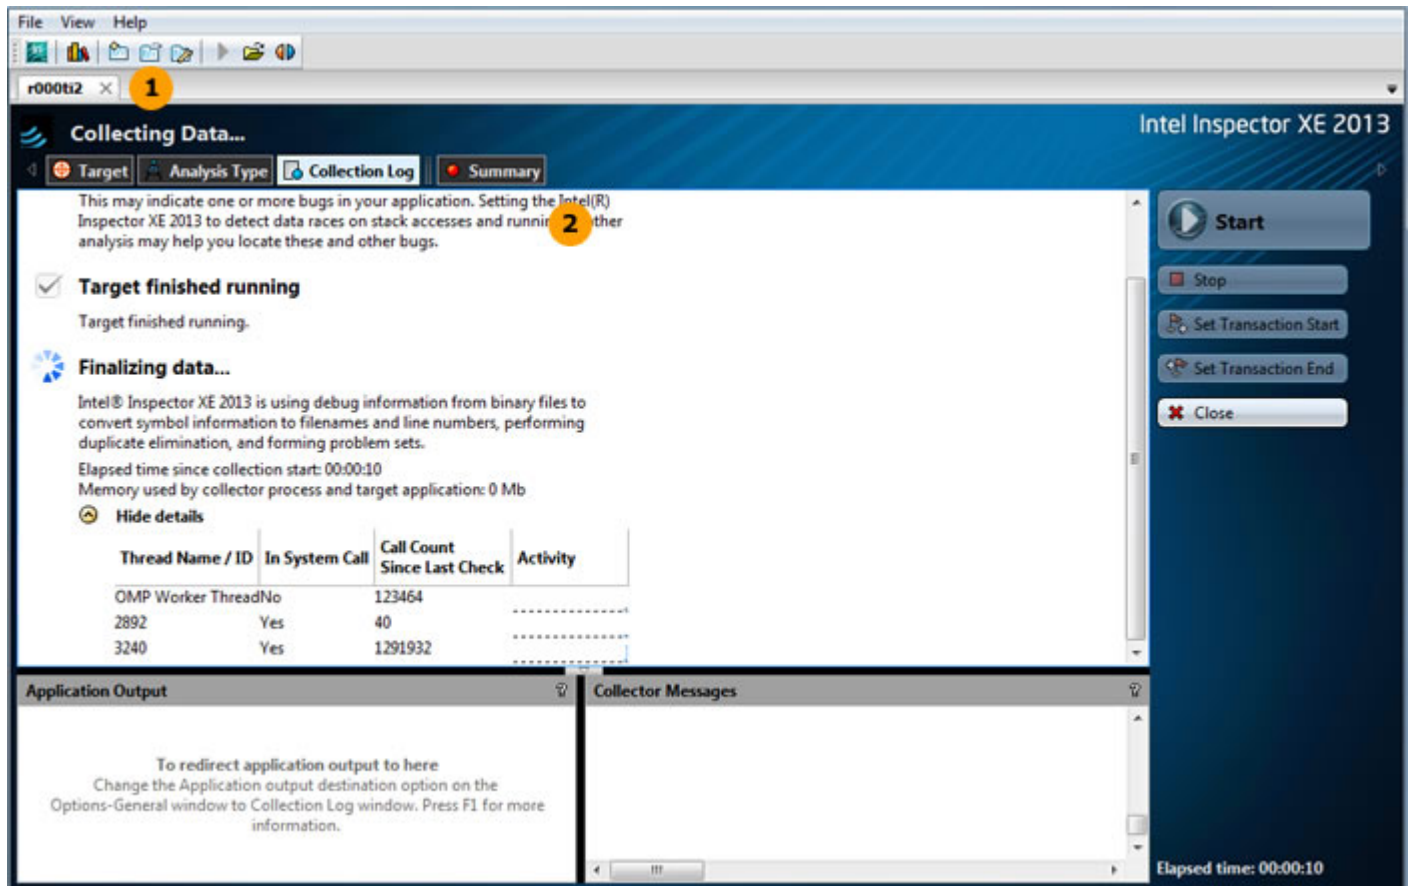 File View Help
r000ti2
1
Collecting Data...
Intel Inspector XE 2013
Target Analysis Type Collection Log Summary
This may indicate one or more bugs in your application. Setting the Intel(R)
Inspector XE 2013 to detect data races on stack accesses and running
2
analysis may help you locate these and other bugs.
Target finished running
Target finished running.
Finalizing data...
Intel® Inspector XE 2013 is using debug information from binary files to
convert symbol information to filenames and line numbers, performing
duplicate elimination, and forming problem sets.
Elapsed time since collection start: 00:00:10
Memory used by collector process and target application: 0 Mb
Hide details
Thread Name / ID In System Call Call Count Since Last Check Activity
OMP Worker Thread No 123464
2892 Yes 40
3240 Yes 1291932
Start
Stop
Set Transaction Start
Set Transaction End
Close
Application Output
To redirect application output to here
Change the Application output destination option on the
Options-General window to Collection Log window. Press F1 for more
information.
Collector Messages
Elapsed time: 00:00:10